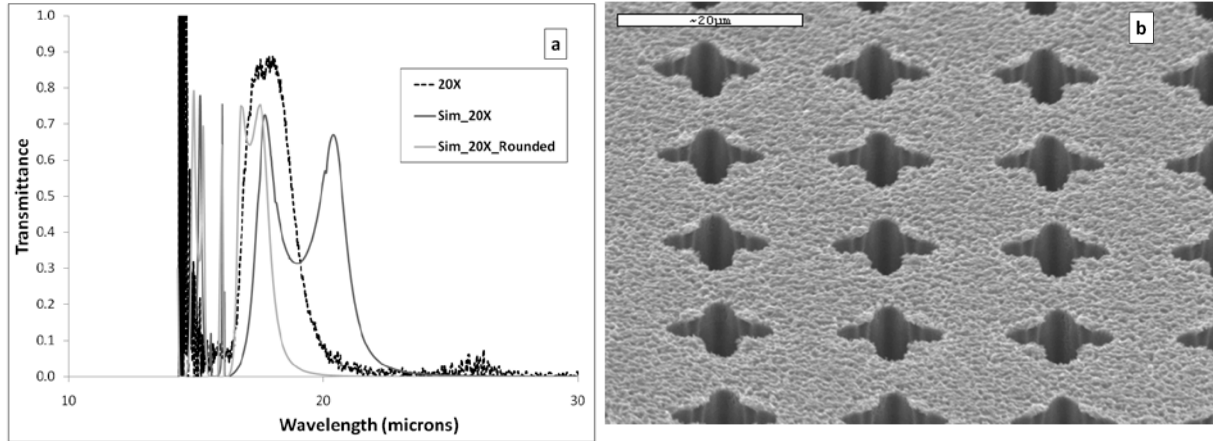 1.0
0.9
0.8
0.7
0.6
0.5
0.4
0.3
0.2
0.1
0.0
Transmittance
10
20
30
Wavelength (microns)
a
20X
Sim_20X
Sim_20X_Rounded
~20μm
b